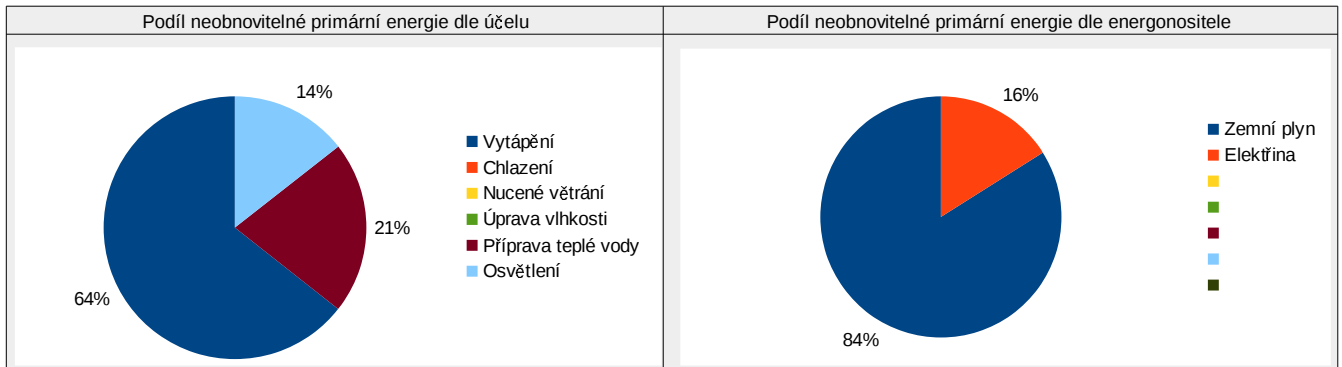 Podíl neobnovitelné primární energie dle účelu
Podíl neobnovitelné primární energie dle energonositele
14%
21%
64%
Vytápění
Chlazení
Nucené větrání
Úprava vlhkosti
Příprava teplé vody
Osvětlení
16%
84%
Zemní plyn
Elektřina